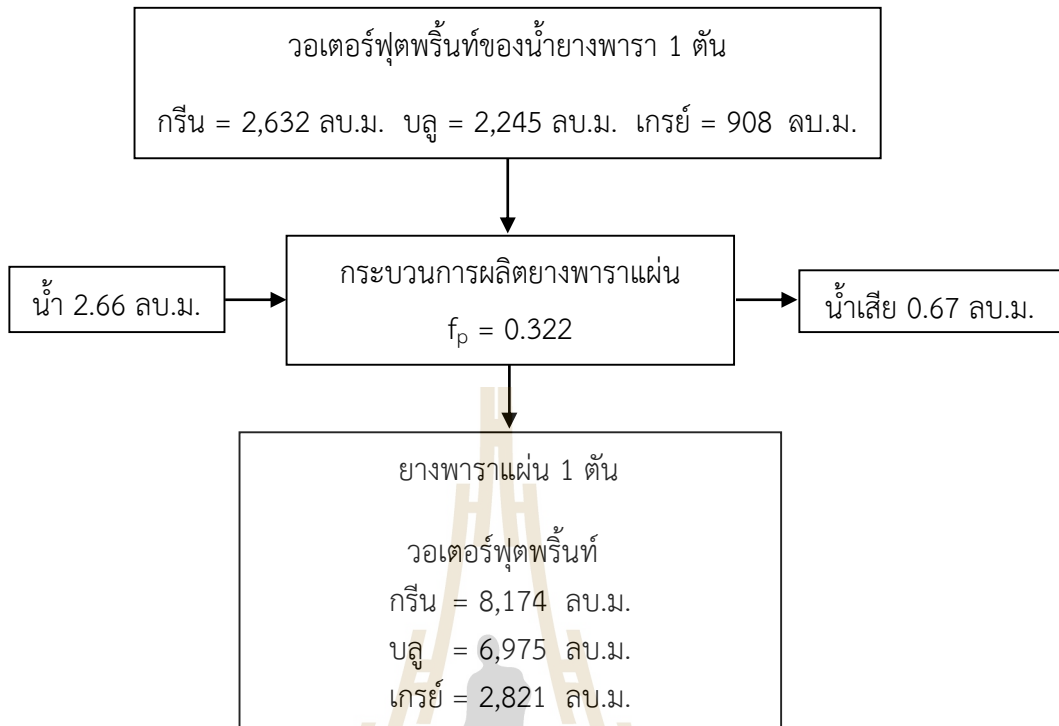 วอเตอร์ฟุตพริ้นท์ของน้ำยางพารา 1 ตัน
กรีน = 2,632 ลบ.ม. บลู = 2,245 ลบ.ม. เกรย์ = 908 ลบ.ม.
น้ำ 2.66 ลบ.ม.
กระบวนการผลิตยางพาราแผ่น
fp = 0.322
น้ำเสีย 0.67 ลบ.ม.
ยางพาราแผ่น 1 ตัน
วอเตอร์ฟุตพริ้นท์
กรีน = 8,174 ลบ.ม.
บลู = 6,975 ลบ.ม.
เกรย์ = 2,821 ลบ.ม.